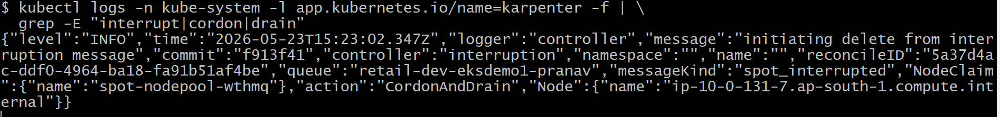 $ kubectl logs -n kube-system -l app.kubernetes.io/name=karpenter -f | \
  grep -E "interrupt|cordon|drain"
{"level":"INFO","time":"2026-05-23T15:23:02.347Z","logger":"controller","message":"initiating delete from inter
ruption message","commit":"f913f41","controller":"interruption","namespace":"","name":"","reconcileID":"5a37d4a
c-ddf0-4964-ba18-fa91b51af4be","queue":"retail-dev-eksdemo1-pranav","messageKind":"spot_interrupted","NodeClaim
":{"name":"spot-nodepool-wthmq"},"action":"CordonAndDrain","Node":{"name":"ip-10-0-131-7.ap-south-1.compute.int
ernal"}}